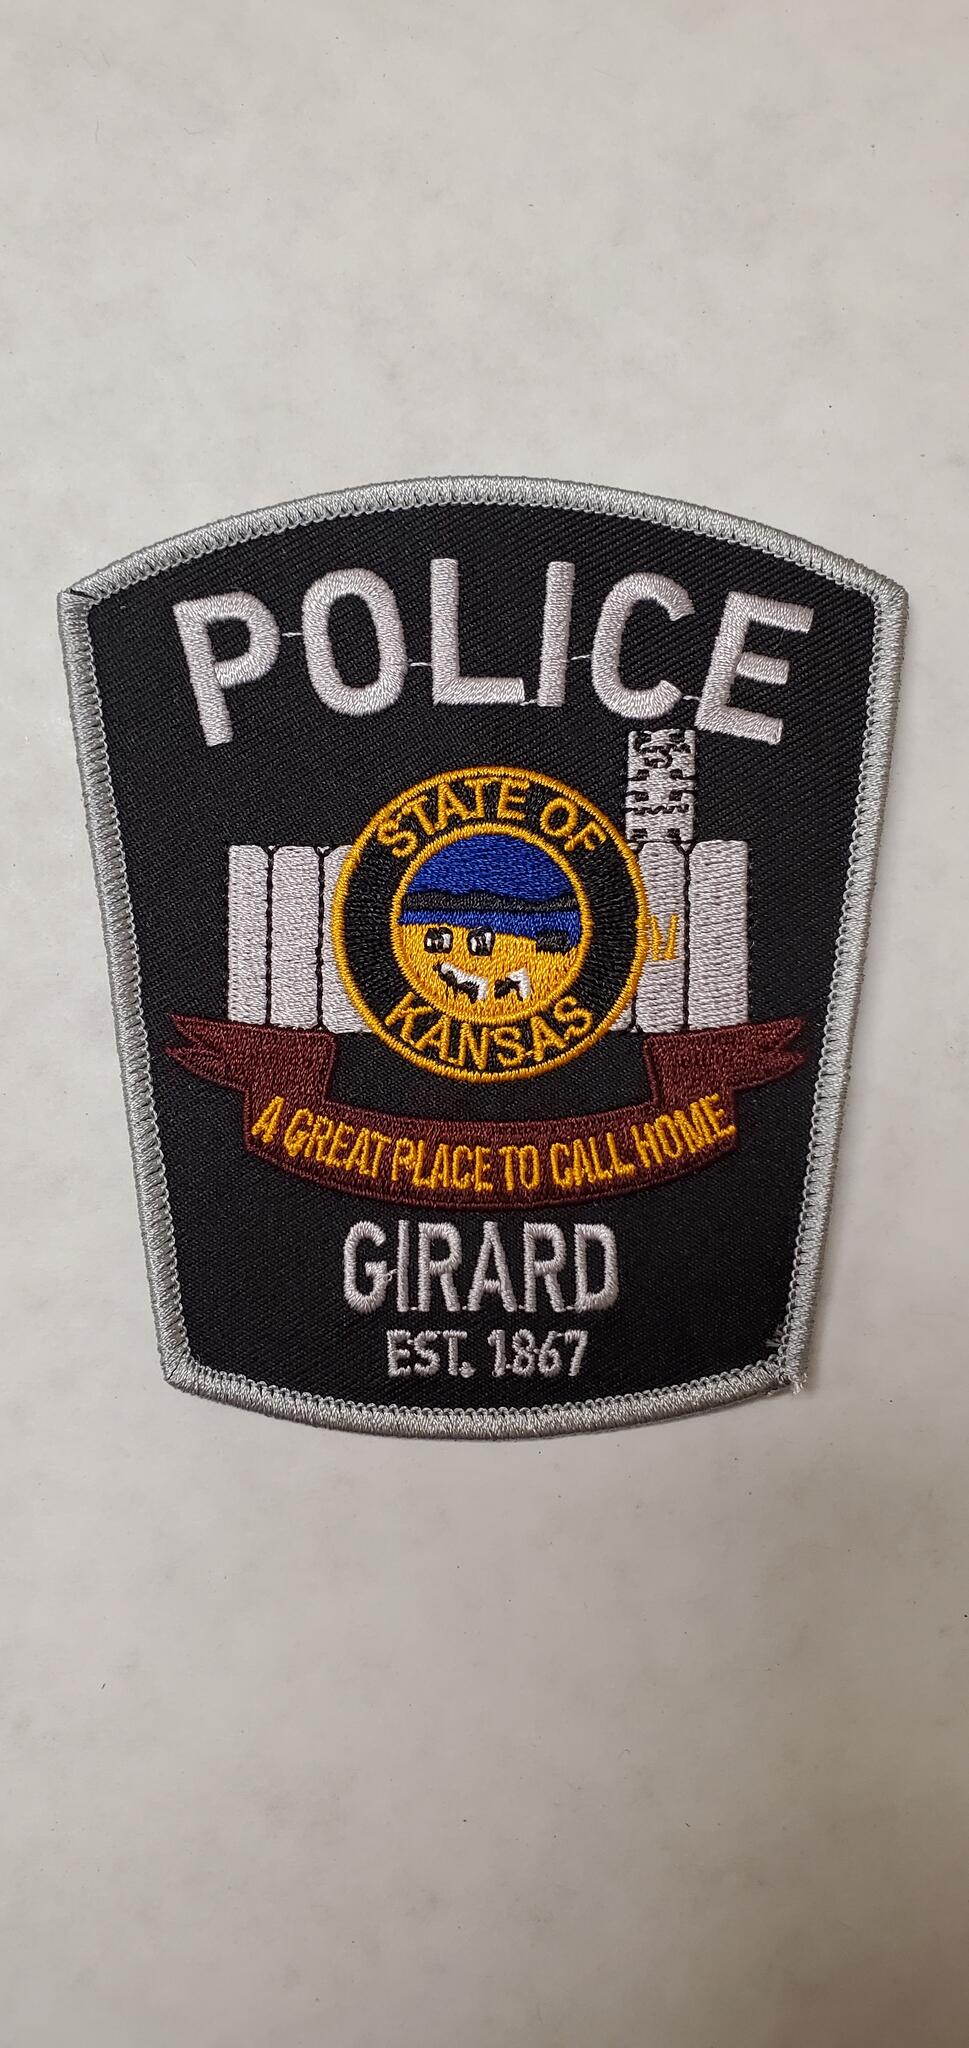 POLICE
STATE OF
KANSAS
A GREAT PLACE TO CALL HOME
GIRARD
EST. 1867